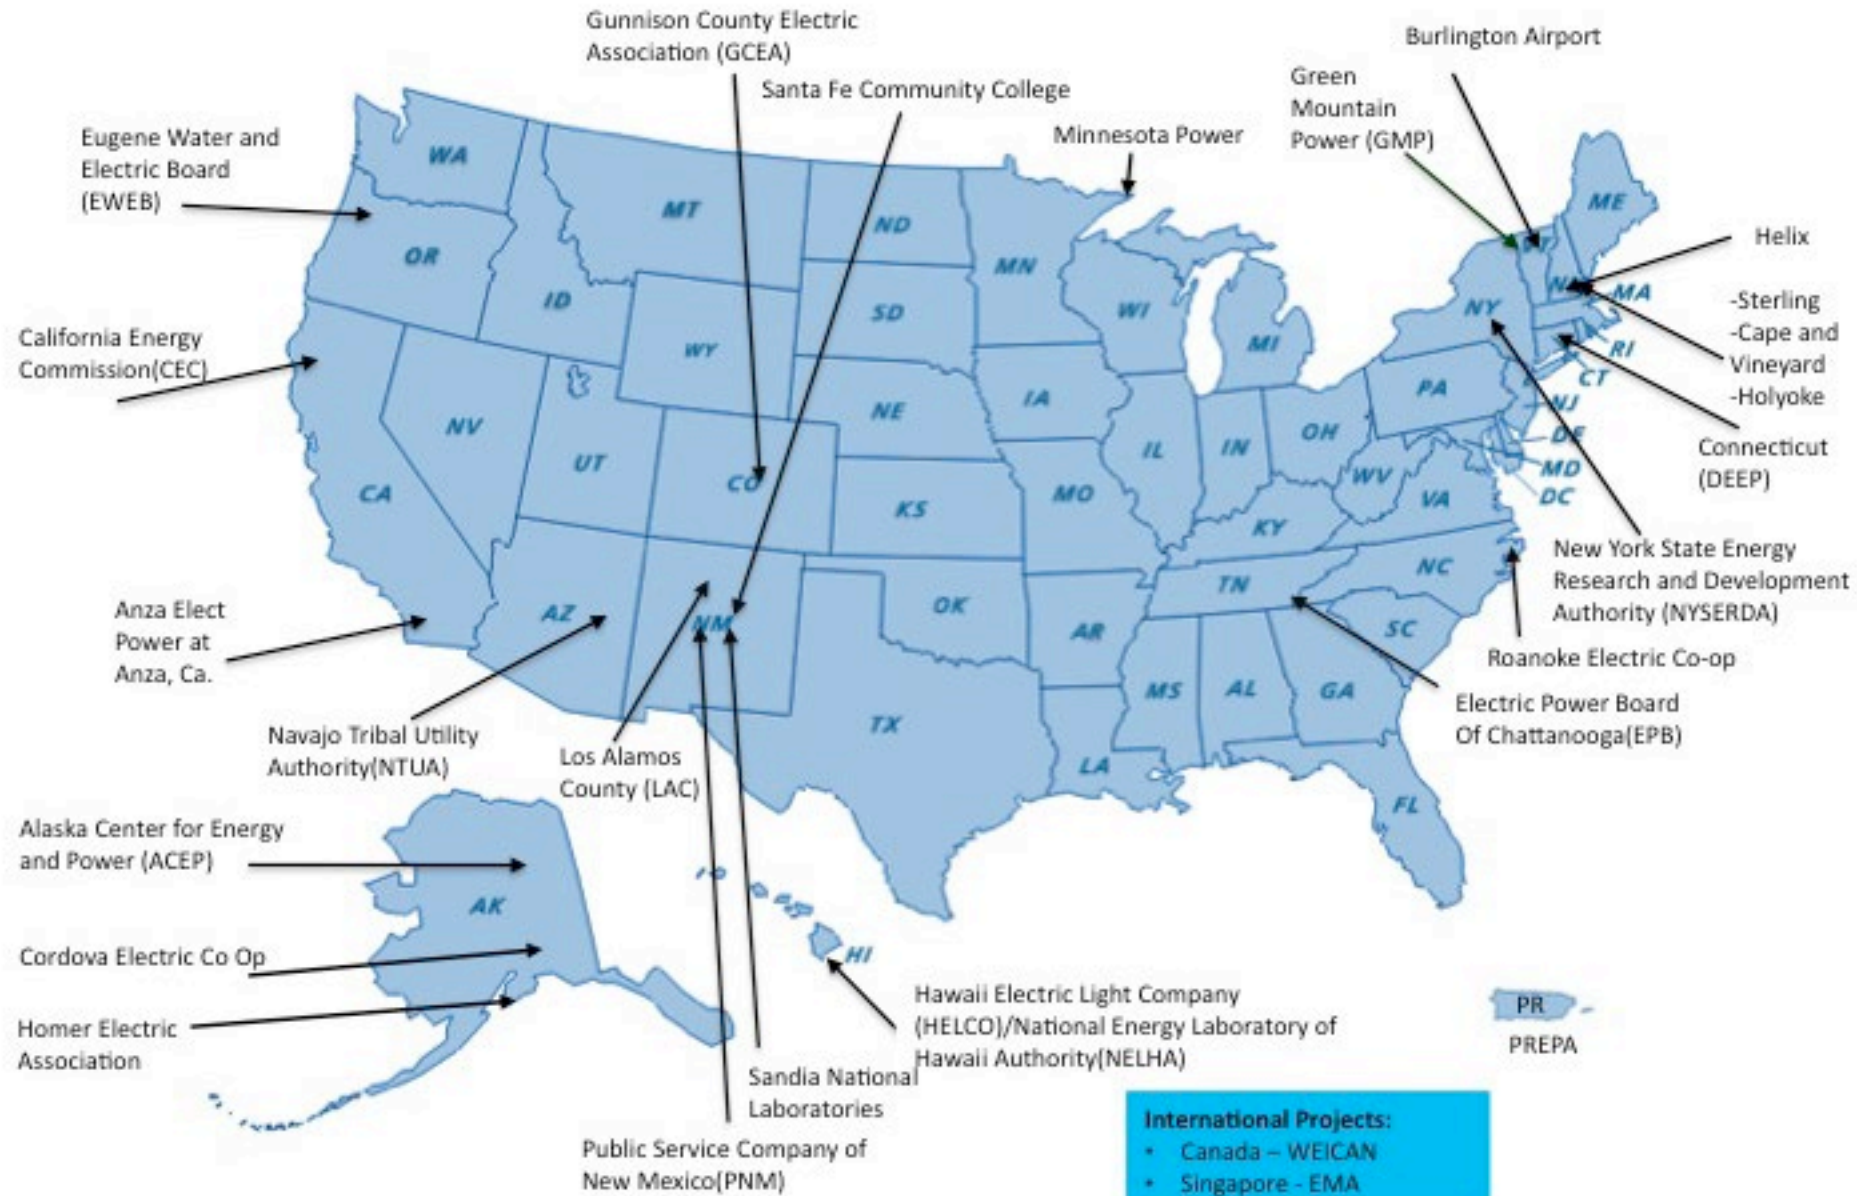 Gunnison County Electric
Association (GCEA)
Santa Fe Community College
Minnesota Power
Burlington Airport
Green
Mountain
Power (GMP)
Eugene Water and
Electric Board
(EWEB)
California Energy
Commission(CEC)
Anza Elect
Power at
Anza, Ca.
Navajo Tribal Utility
Authority(NTUA)
Los Alamos
County (LAC)
Helix
-Sterling
-Cape and
Vineyard
-Holyoke
Connecticut
(DEEP)
New York State Energy
Research and Development
Authority (NYSERDA)
Roanoke Electric Co-op
Electric Power Board
Of Chattanooga(EPB)
WA
OR
CA
ID
NV
MT
WY
UT
CO
AZ
NM
ND
SD
NE
KS
OK
TX
MN
IA
MO
AR
LA
WI
IL
MI
IN
OH
KY
TN
MS
AL
GA
FL
SC
NC
VA
WV
PA
NY
ME
MA
RI
CT
NJ
DE
MD
DC
Alaska Center for Energy
and Power (ACEP)
AK
Cordova Electric Co Op
Homer Electric
Association
HI
Hawaii Electric Light Company
(HELCO)/National Energy Laboratory of
Hawaii Authority(NELHA)
Sandia National
Laboratories
Public Service Company of
New Mexico(PNM)
PR
PREPA
International Projects:
• Canada – WEICAN
• Singapore - EMA